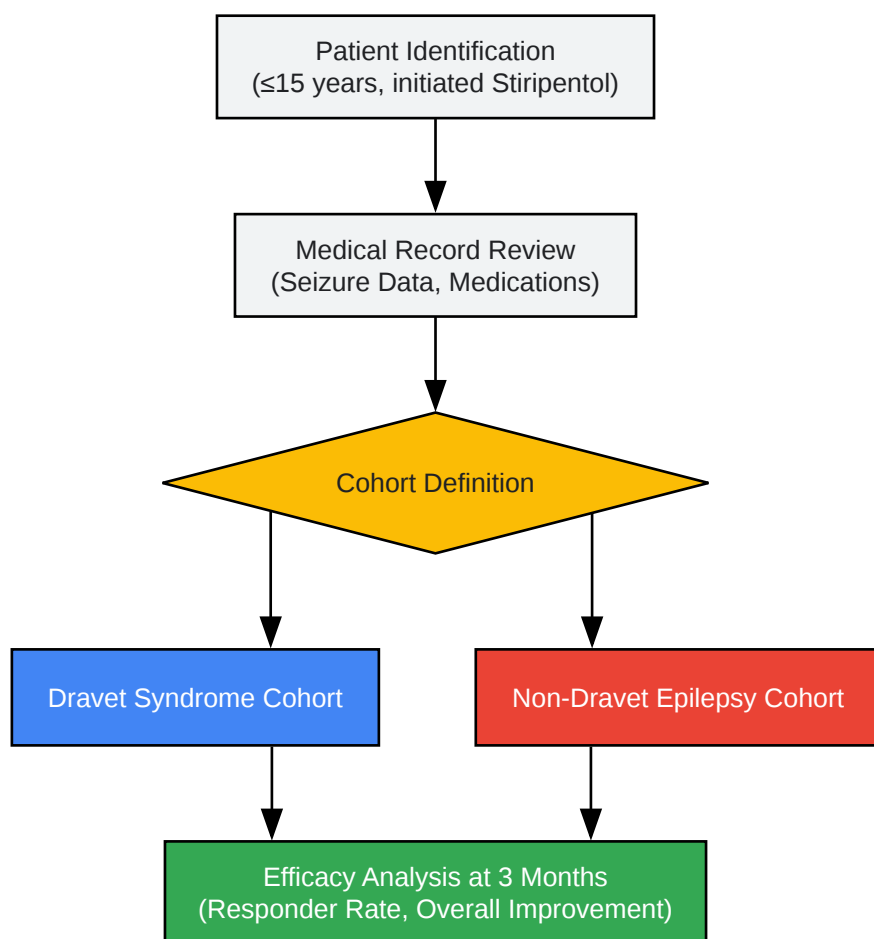 Patient Identification
(≤15 years, initiated Stiripentol)
Medical Record Review
(Seizure Data, Medications)
Cohort Definition
Dravet Syndrome Cohort
Non-Dravet Epilepsy Cohort
Efficacy Analysis at 3 Months
(Responder Rate, Overall Improvement)